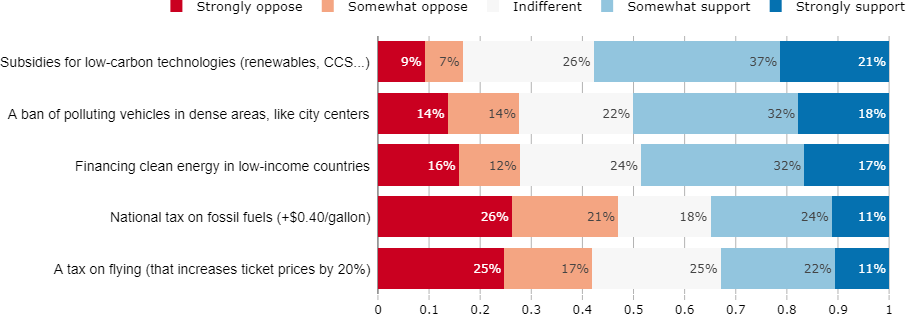 Strongly oppose Somewhat oppose Indifferent Somewhat support Strongly support
Subsidies for low-carbon technologies (renewables, CCS...) 9% 7% 26% 37% 21%
A ban of polluting vehicles in dense areas, like city centers 14% 14% 22% 32% 18%
Financing clean energy in low-income countries 16% 12% 24% 32% 17%
National tax on fossil fuels (+$0.40/gallon) 26% 21% 18% 24% 11%
A tax on flying (that increases ticket prices by 20%) 25% 17% 25% 22% 11%
0 0.1 0.2 0.3 0.4 0.5 0.6 0.7 0.8 0.9 1